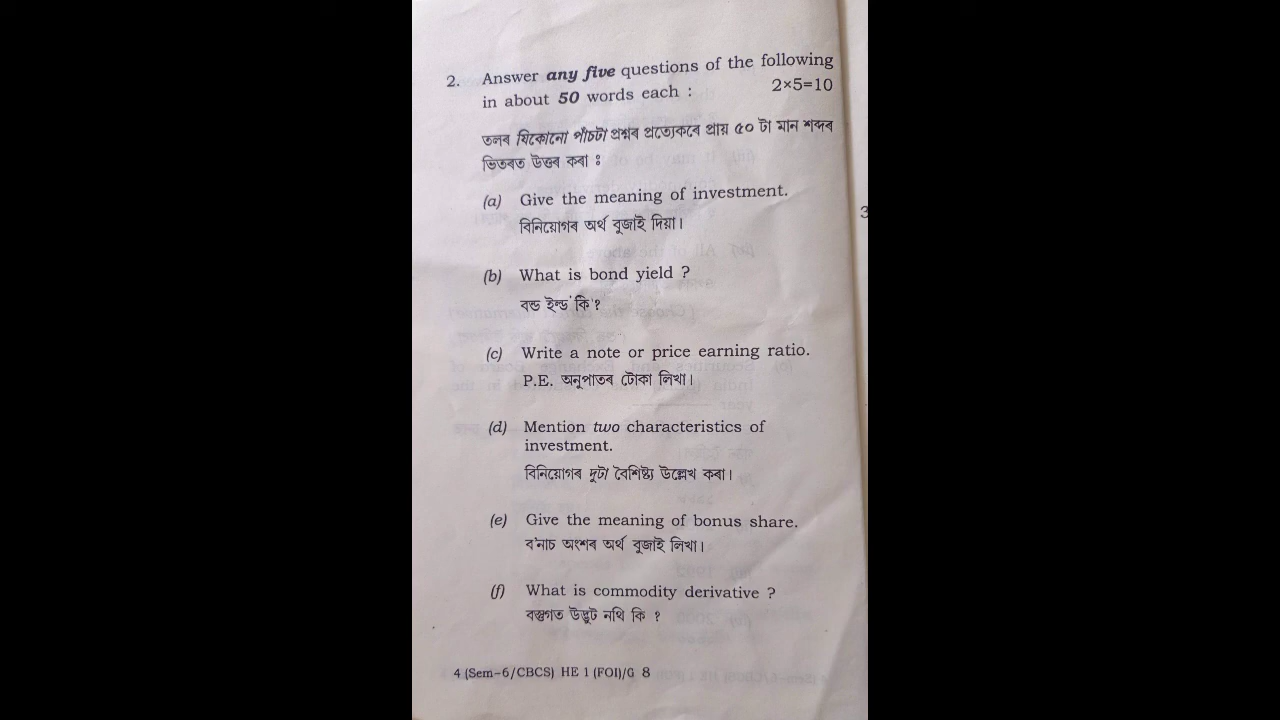 2. Answer any five questions of the following
in about 50 words each : 2×5=10
তলৰ যিকোনো পাঁচটা প্ৰশ্নৰ প্ৰত্যেকৰে প্ৰায় ৫০ টা মান শব্দৰ
ভিতৰত উত্তৰ কৰা ঃ
(a) Give the meaning of investment.
বিনিয়োগৰ অৰ্থ বুজাই দিয়া।
(b) What is bond yield ?
বন্ড ইল্ড কি ?
(c) Write a note or price earning ratio.
P.E. অনুপাতৰ টোকা লিখা।
(d) Mention two characteristics of
investment.
বিনিয়োগৰ দুটা বৈশিষ্ট্য উল্লেখ কৰা।
(e) Give the meaning of bonus share.
ব'নাচ অংশৰ অৰ্থ বুজাই লিখা।
(f) What is commodity derivative ?
বস্তুগত উদ্ভুট নথি কি ?
4 (Sem-6/CBCS) HE 1 (FOI)/G 8
3